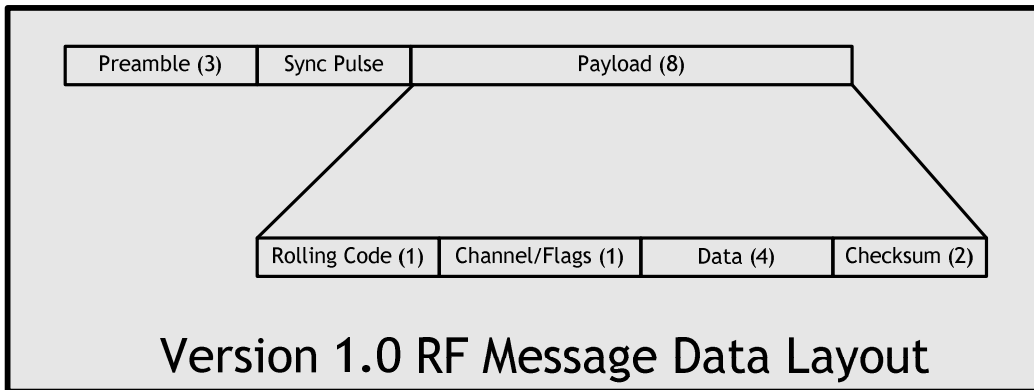 Preamble (3) Sync Pulse Payload (8)
Rolling Code (1) Channel/Flags (1) Data (4) Checksum (2)
Version 1.0 RF Message Data Layout